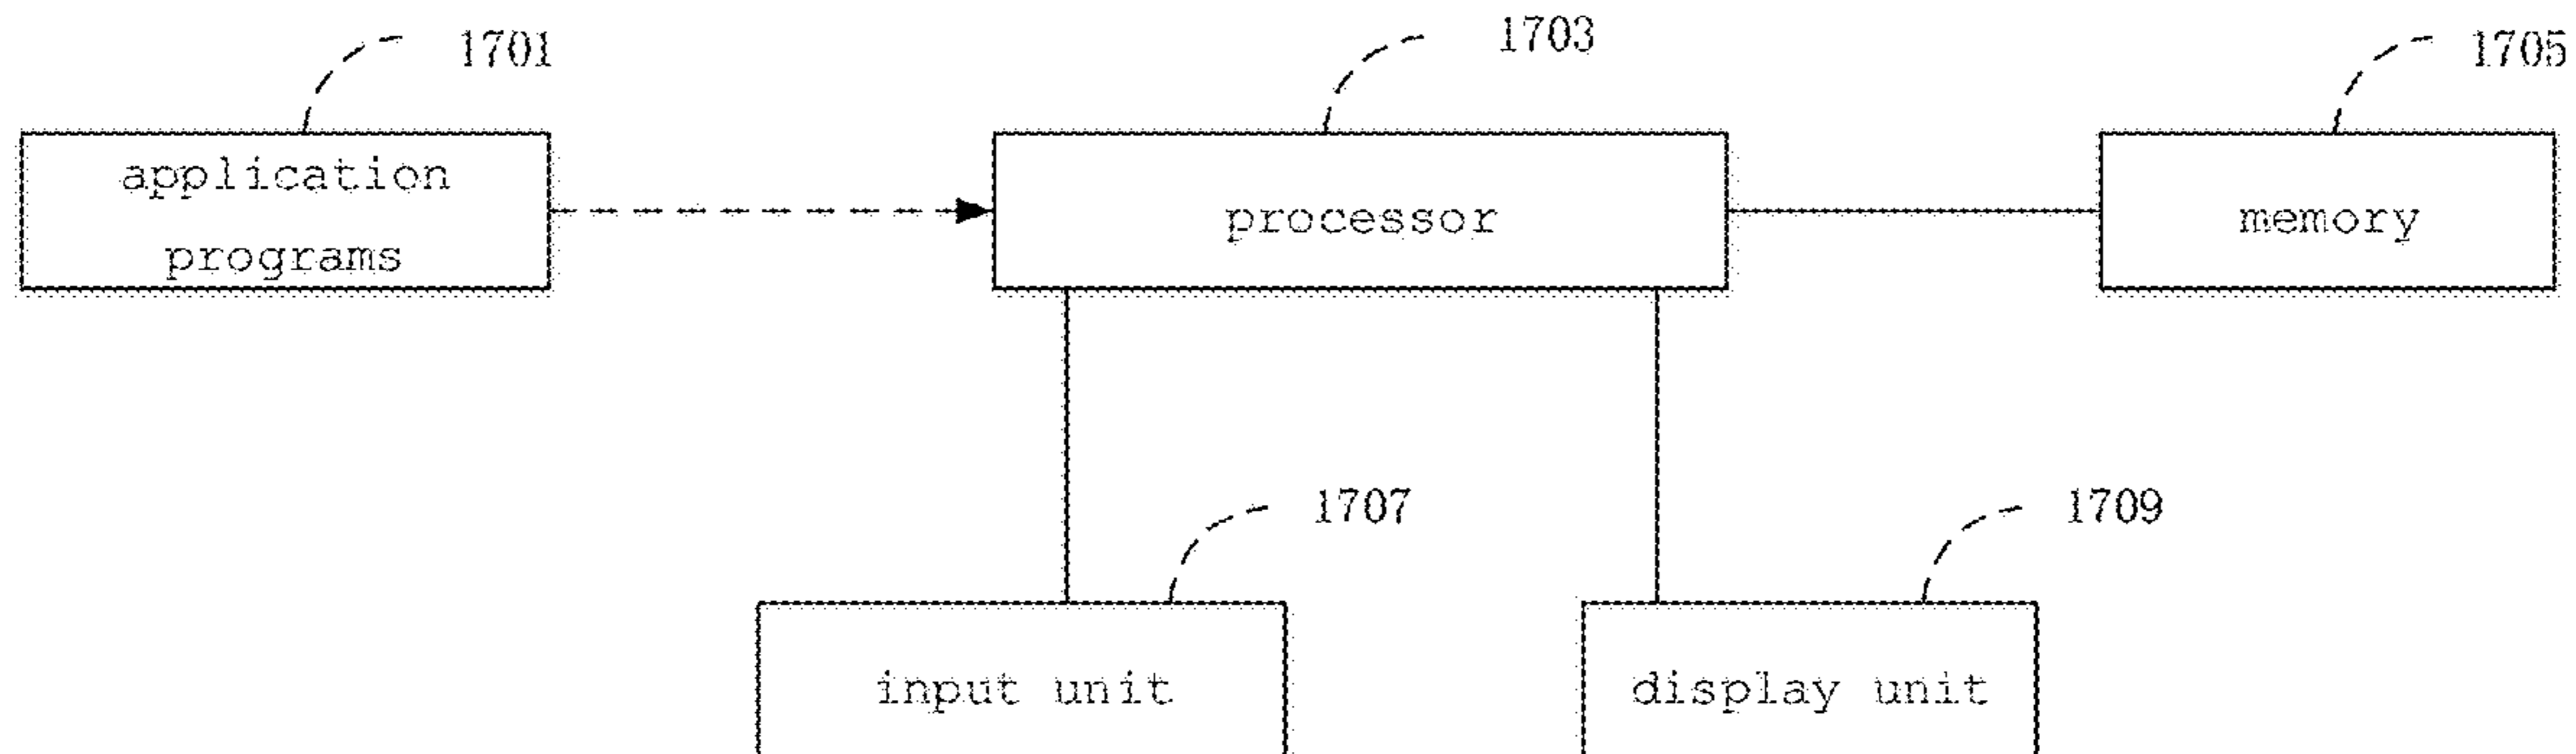 1701
1703
1705
application
programs
processor
memory
1707
1709
input unit
display unit